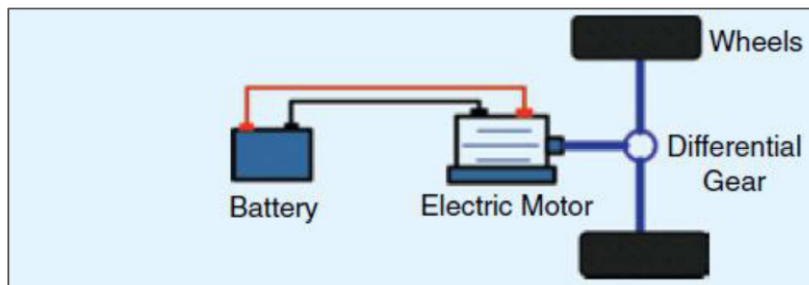 Wheels
Differential
Gear
Battery
Electric Motor